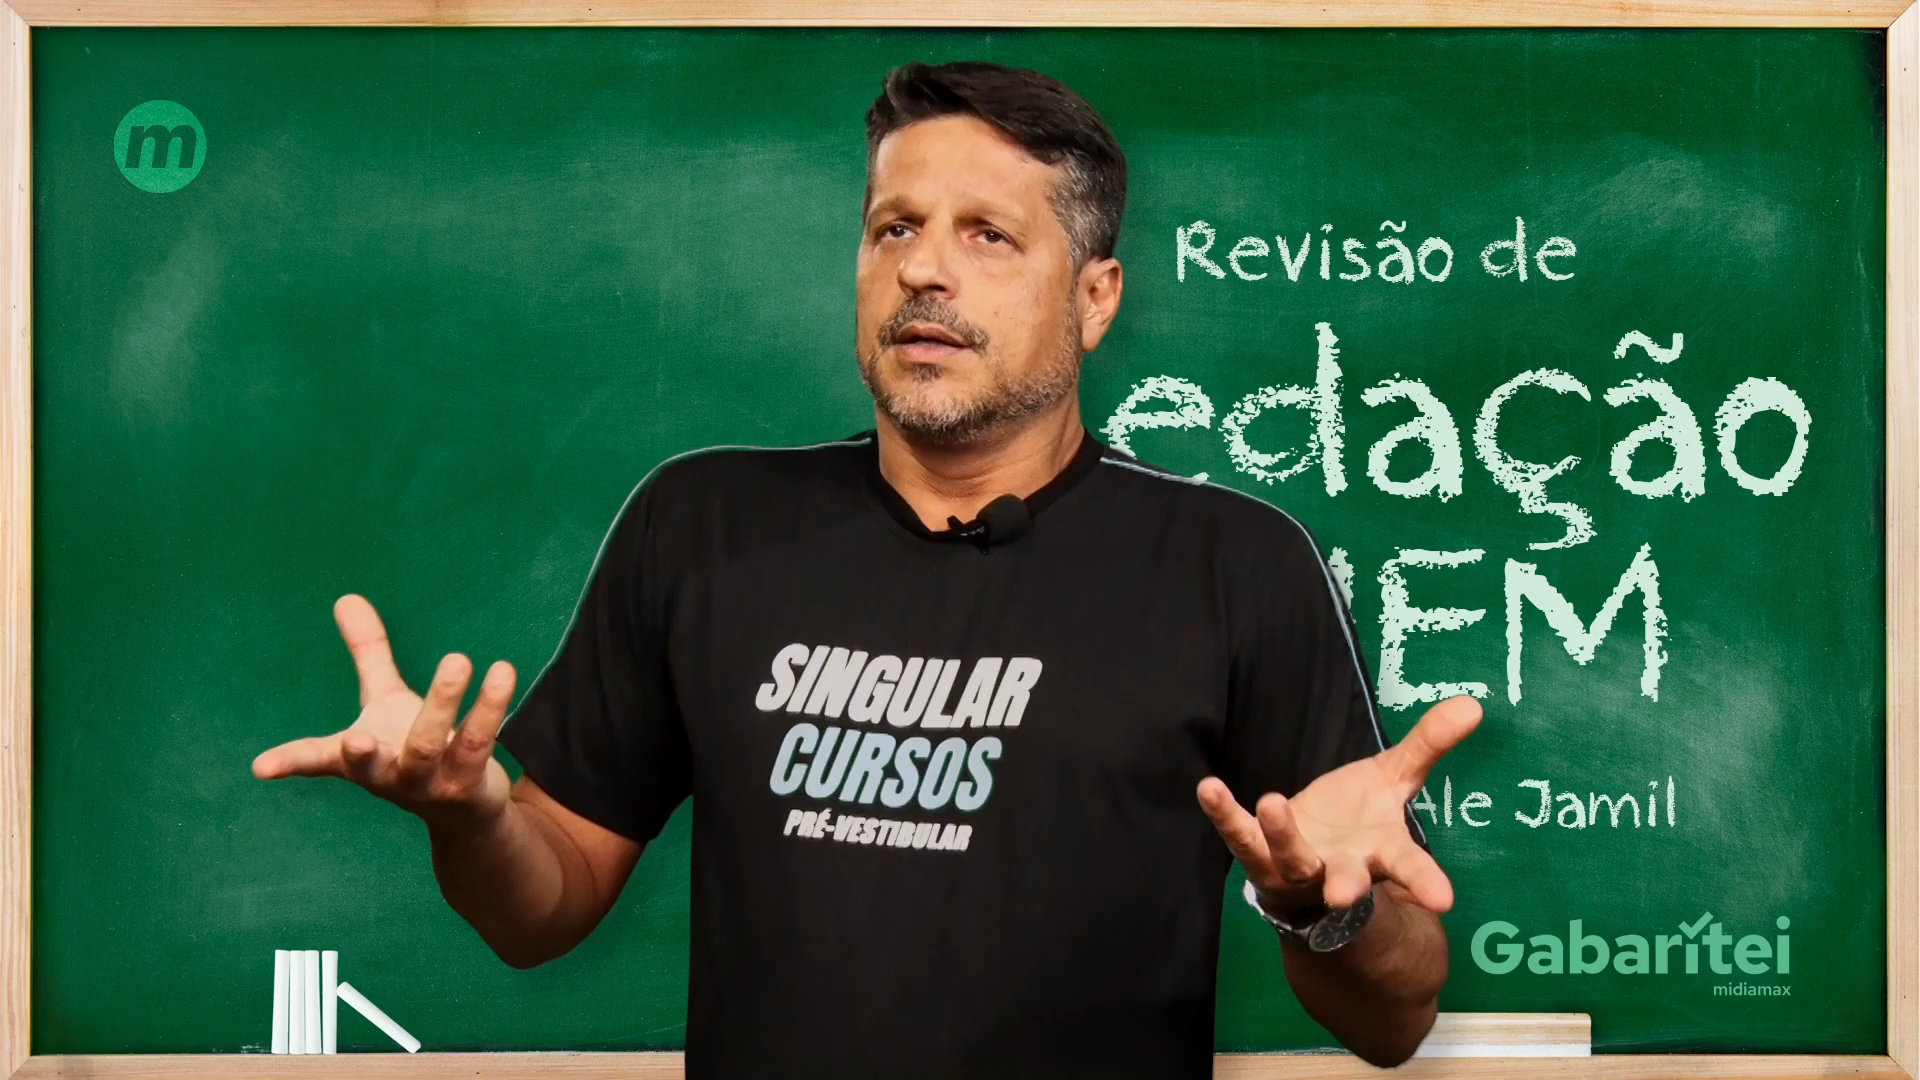 m
Revisão de
edação
EM
Ale Jamil
SINGULAR
CURSOS
PRÉ-VESTIBULAR
Gabaritei
midiamax